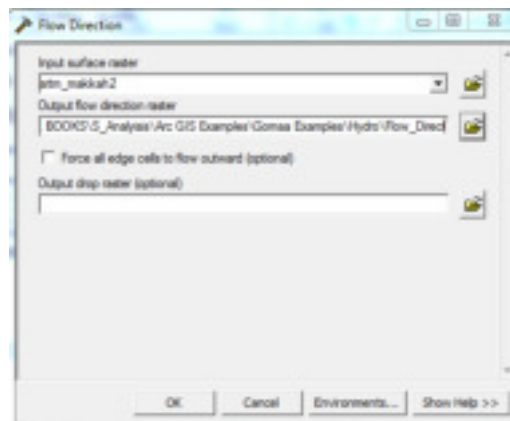 Flow Direction
Input surface raster
srtm_makkah2
Output flow direction raster
BOOKS\S_Analysis\Arc GIS Examples\Gomaa Examples\Hydro\Flow_Direct
Force all edge cells to flow outward (optional)
Output drop raster (optional)
OK Cancel Environments... Show Help >>